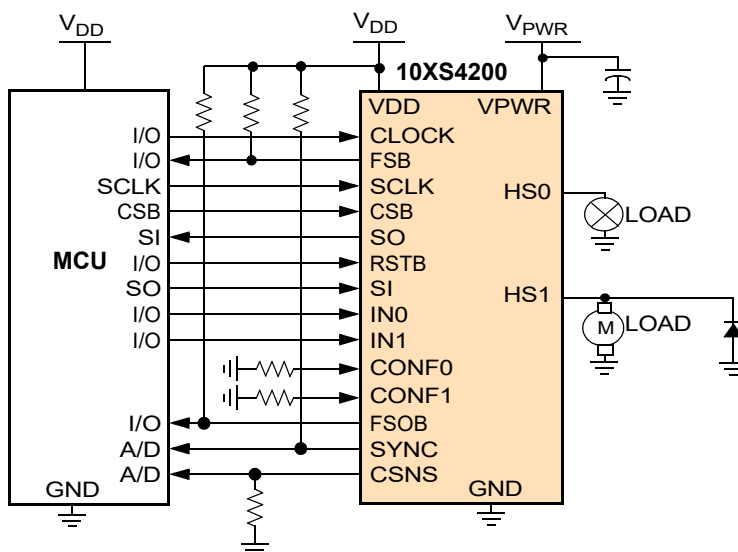 VDD
VDD
VPWR
10XS4200
VDD
VPWR
I/O
CLOCK
I/O
FSB
SCLK
SCLK
HS0
CSB
CSB
LOAD
SI
SO
MCU
I/O
RSTB
SO
SI
HS1
I/O
IN0
M
LOAD
I/O
IN1
CONF0
CONF1
I/O
FSOB
A/D
SYNC
A/D
CSNS
GND
GND